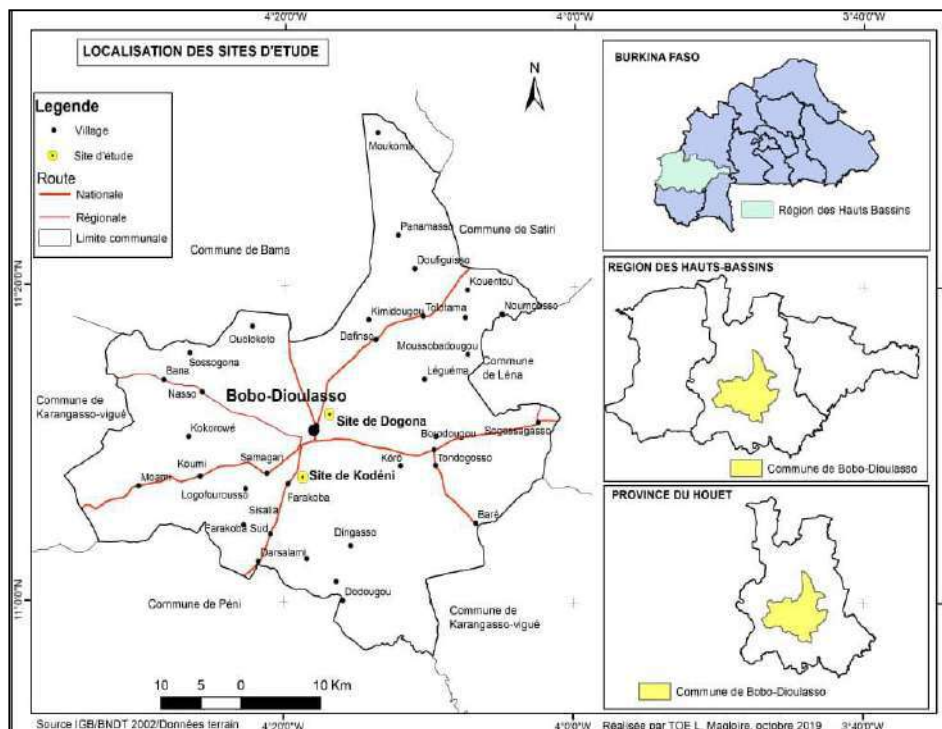 4°20'0"W
4°0'0"W
3°40'0"W
LOCALISATION DES SITES D'ETUDE
N
Legende
Village
Site d'étude
Route
Nationale
Régionale
Limite communale
Moukoma
Panamasso
Commune de Satiri
Commune de Bama
Doufiguisso
Kouentou
11°20'0"N
Kimidougou
Tolotama
Noumousso
Ouolokoto
Dafinso
Moussobadougou
Sossogona
Commune
de Léna
Bana
Léguéma
Nasso
Bobo-Dioulasso
Commune de
Karangasso-vigué
Site de Dogona
Sogossagasso
Kokorowé
Borodougou
Samagan
Kôrô
Tondogosso
Koumi
Site de Kodéni
Moami
Logofourousso
Farakoba
Sisalia
Baré
Farakoba Sud
Dingasso
Darsalami
Dodougou
11°0'0"N
Commune de Péni
Commune de
Karangasso-vigué
10 5 0 10 Km
Source IGB/BNDT 2002/Données terrain
4°20'0"W
4°0'0"W
Réalisée par TOE L. Magloire, octobre 2019
3°40'0"W
BURKINA FASO
Région des Hauts Bassins
REGION DES HAUTS-BASSINS
Commune de Bobo-Dioulasso
PROVINCE DU HOUET
Commune de Bobo-Dioulasso